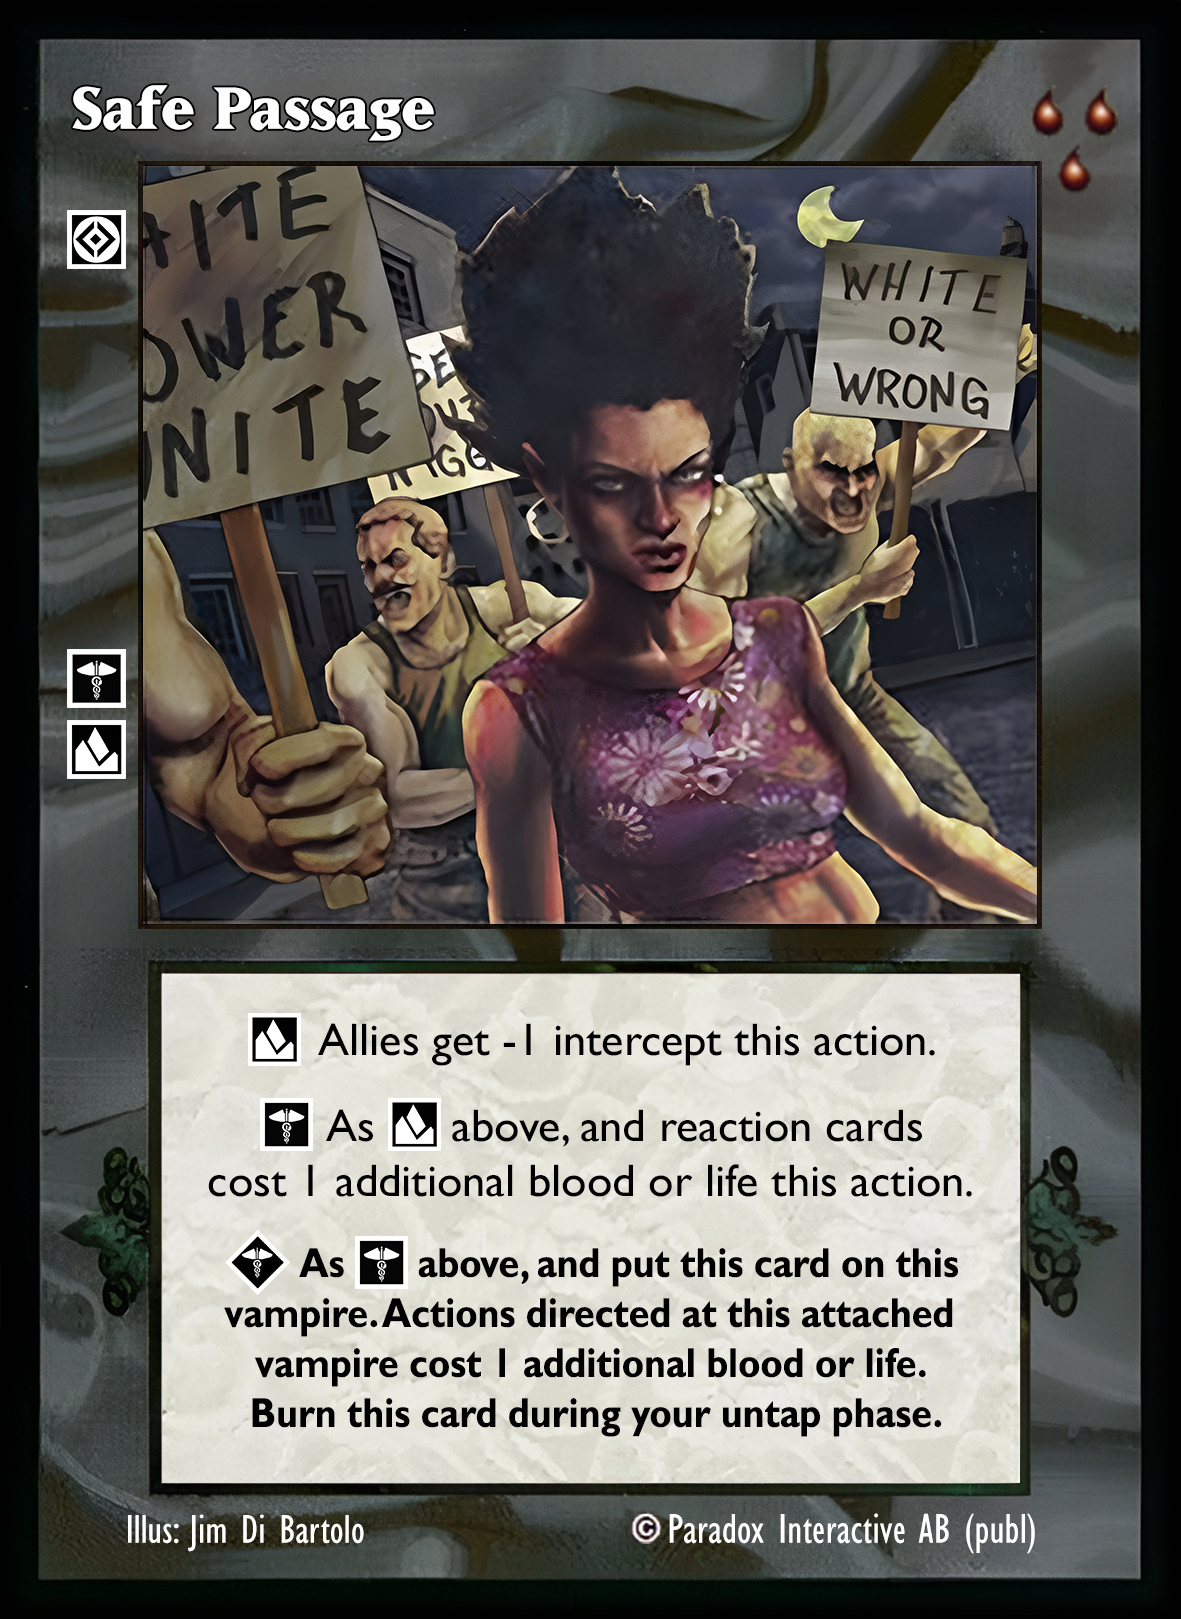 Safe Passage
WHITE
OR
WRONG
UNITE
Allies get -1 intercept this action.
As above, and reaction cards
cost 1 additional blood or life this action.
As above, and put this card on this
vampire. Actions directed at this attached
vampire cost 1 additional blood or life.
Burn this card during your untap phase.
Illus: Jim Di Bartolo
© Paradox Interactive AB (publ)